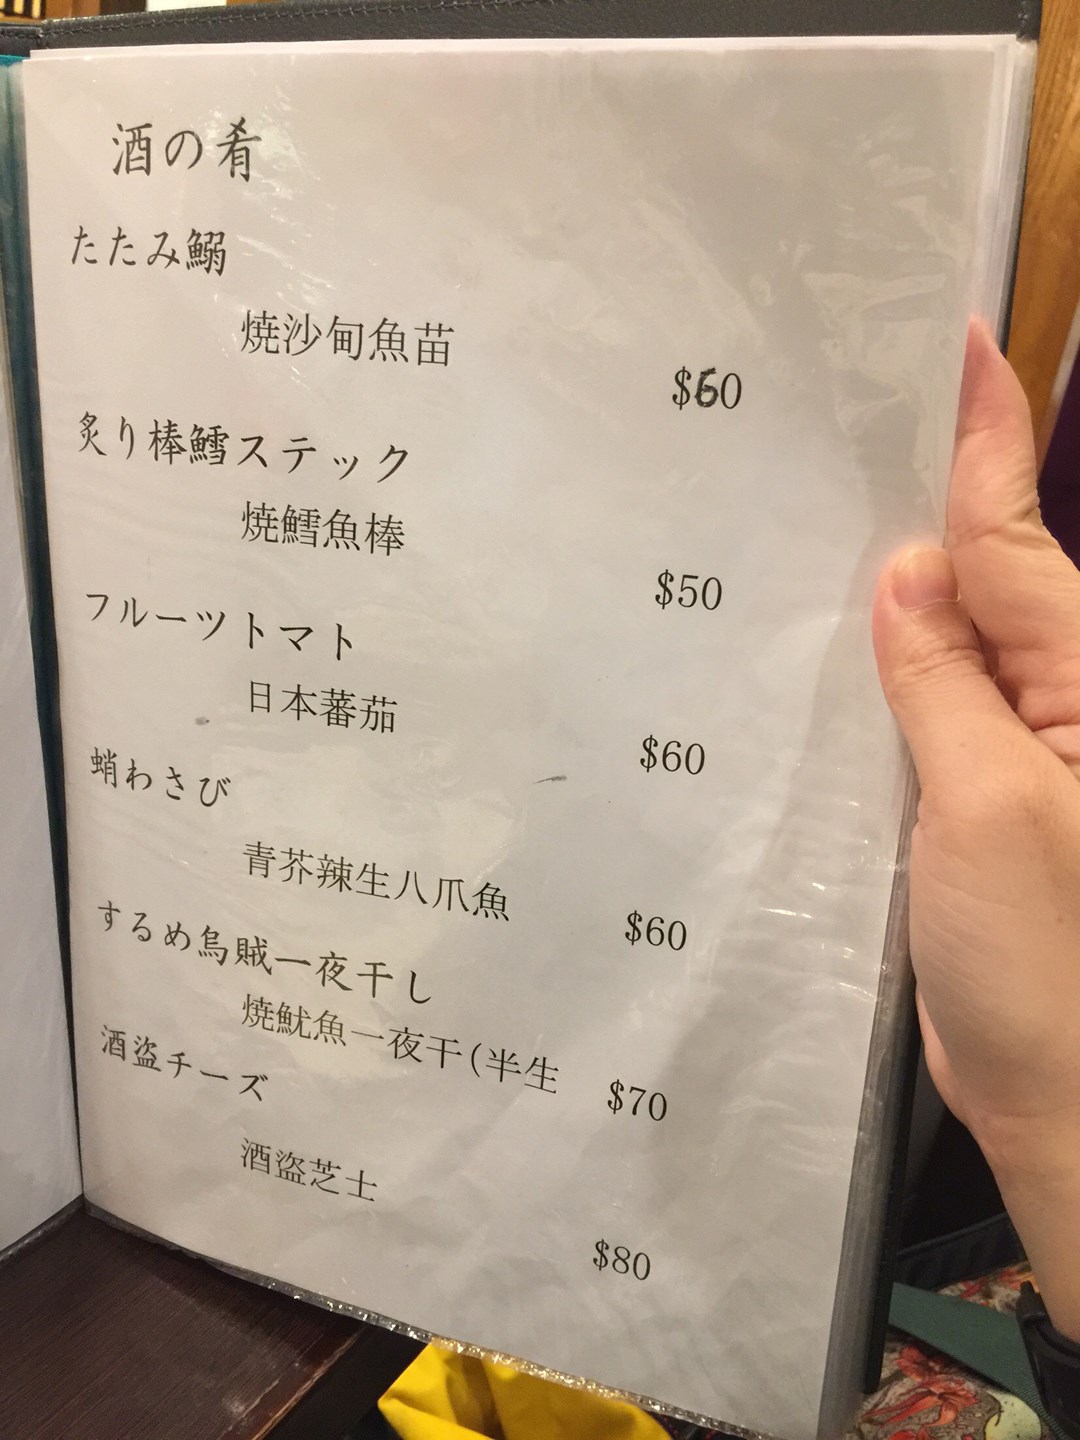 酒の肴
たたみ鰯
焼沙甸魚苗
$60
炙り棒鱈スティック
焼鱈魚棒
$50
フルーツトマト
日本蕃茄
$60
蛸わさび
青芥辣生八爪魚
$60
するめ烏賊一夜干し
焼魷魚一夜干(半生
$70
酒盗チーズ
酒盜芝士
$80